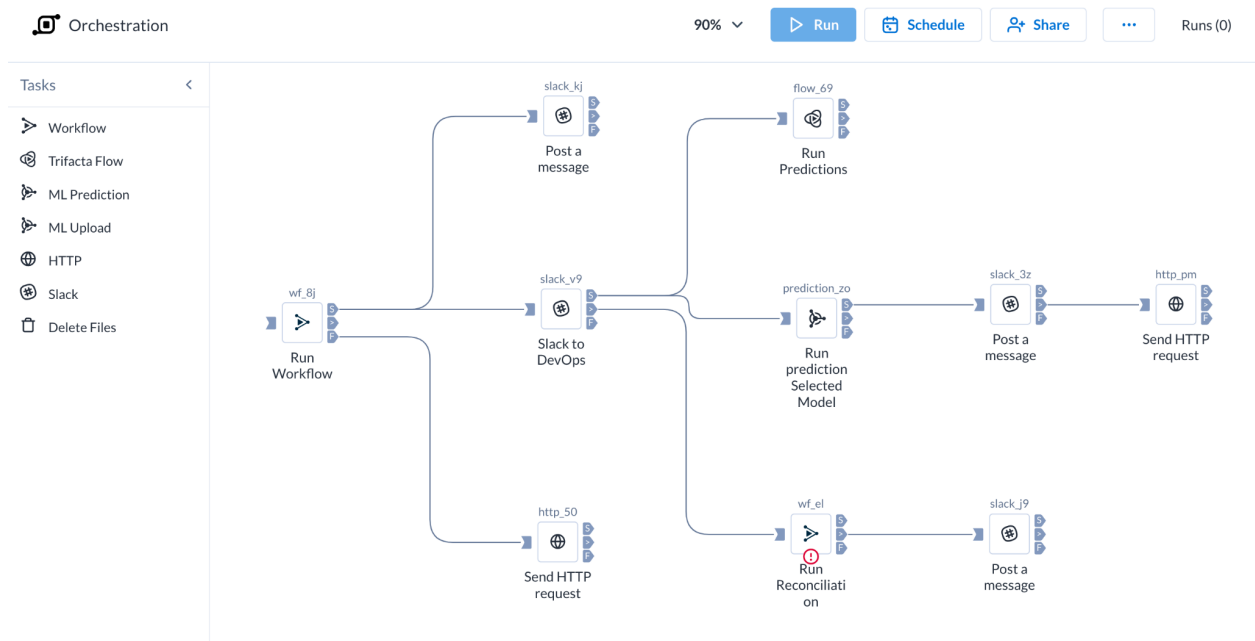 Orchestration
90%
Run
Schedule
Share
...
Runs (0)
Tasks
Workflow
Trifacta Flow
ML Prediction
ML Upload
HTTP
Slack
Delete Files
wf_8j
S
>
F
Run
Workflow
slack_kj
S
>
F
Post a
message
slack_v9
S
>
F
Slack to
DevOps
http_50
S
>
F
Send HTTP
request
flow_69
S
>
F
Run
Predictions
prediction_zo
S
>
F
Run
prediction
Selected
Model
slack_3z
S
>
F
Post a
message
http_pm
S
>
F
Send HTTP
request
wf_el
S
>
F
!
Run
Reconciliati
on
slack_j9
S
>
F
Post a
message